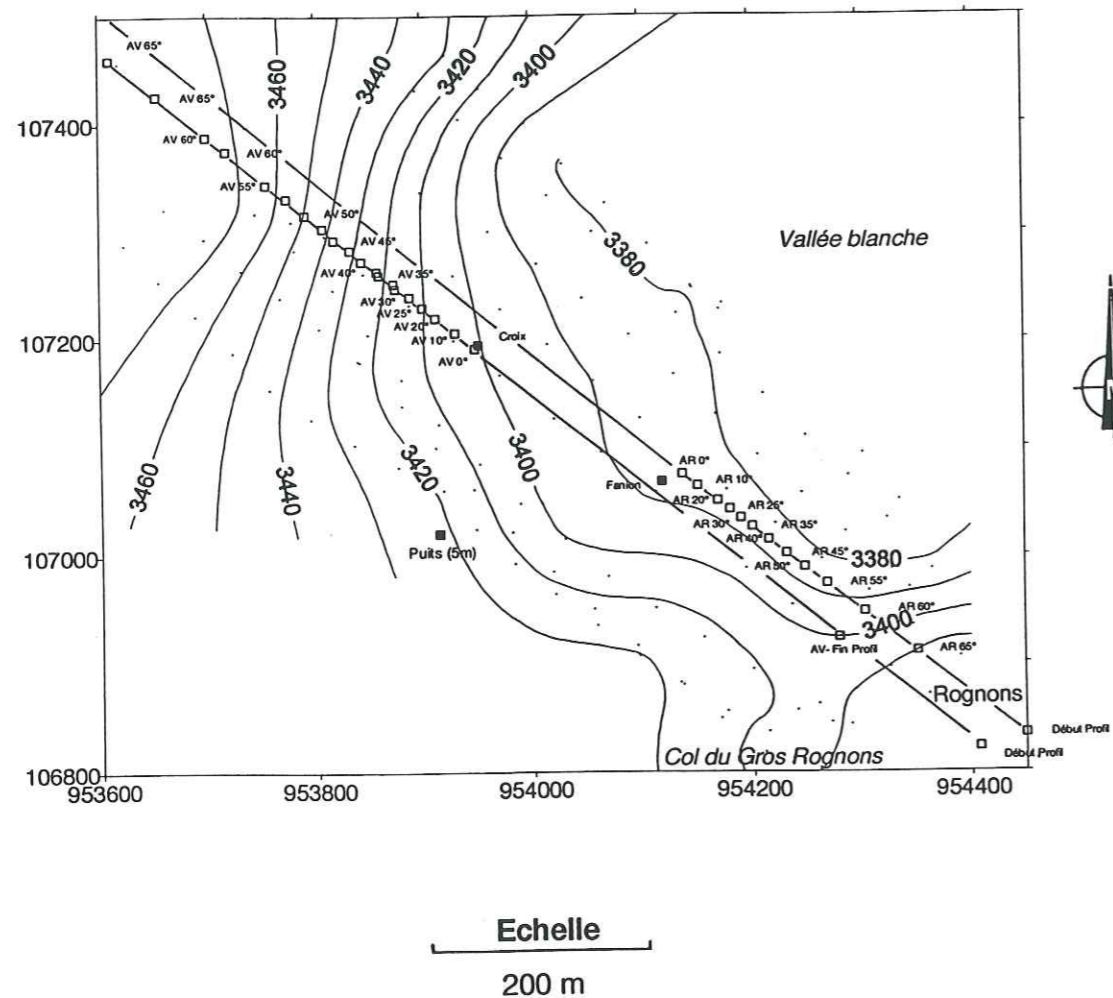 AV 65°
3460
3440
3420
3400
AV 65°
107400
AV 60°
AV 60°
AV 55°
AV 50°
Vallée blanche
3380
AV 45°
AV 40°
AV 35°
AV 30°
AV 25°
AV 20°
AV 10°
Croix
107200
AV 0°
3400
AR 0°
3420
3460
3440
Fanion
AR 10°
AR 20°
AR 25°
AR 30°
AR 35°
AR 40°
Puits (5m)
AR 45°
107000
AR 50°
3380
AR 55°
AR 60°
3400
AV- Fin Profil
AR 65°
Rognons
Début Profil
Début Profil
Col du Gros Rognons
106800
953600
953800
954000
954200
954400
Echelle
200 m